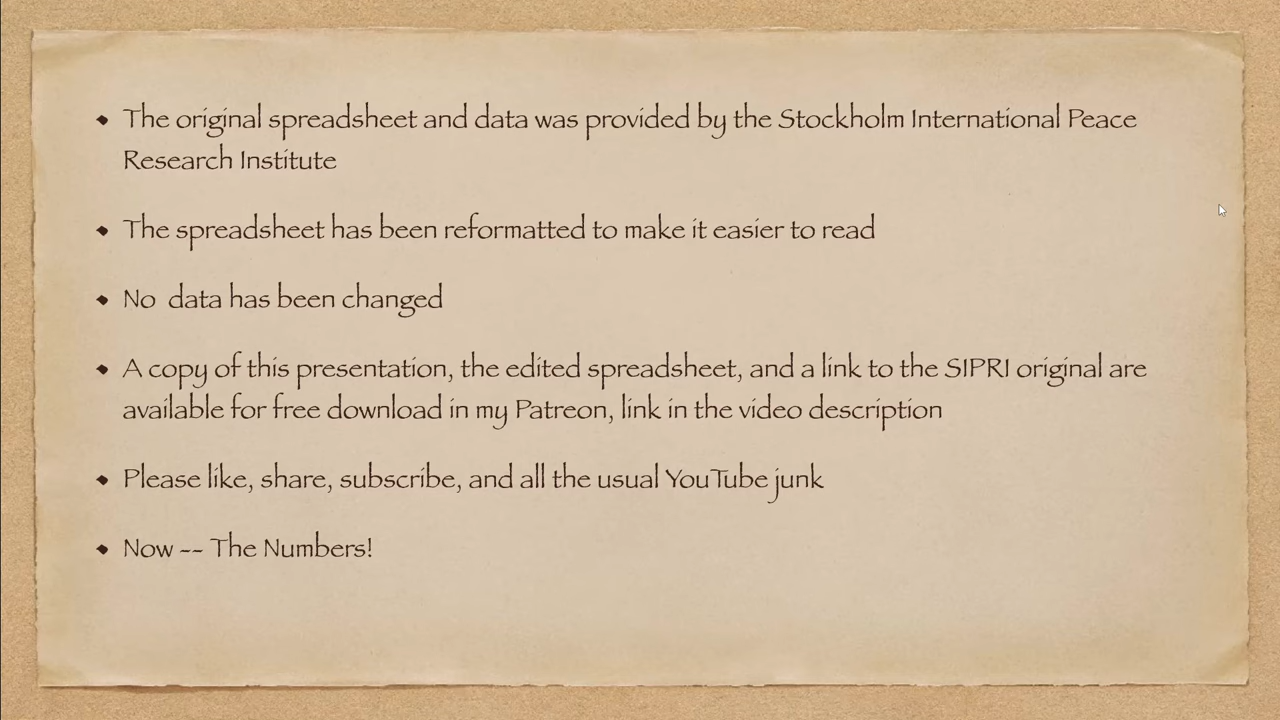 • The original spreadsheet and data was provided by the Stockholm International Peace
Research Institute
• The spreadsheet has been reformatted to make it easier to read
• No  data has been changed
• A copy of this presentation, the edited spreadsheet, and a link to the SIPRI original are
available for free download in my Patreon, link in the video description
• Please like, share, subscribe, and all the usual YouTube junk
• Now -- The Numbers!